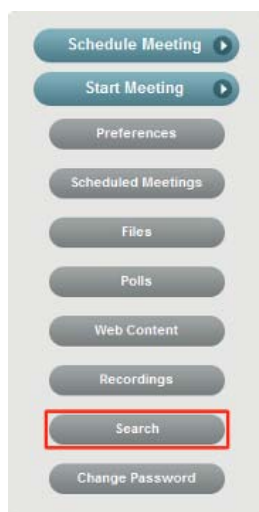 Schedule Meeting
Start Meeting
Preferences
Scheduled Meetings
Files
Polls
Web Content
Recordings
Search
Change Password